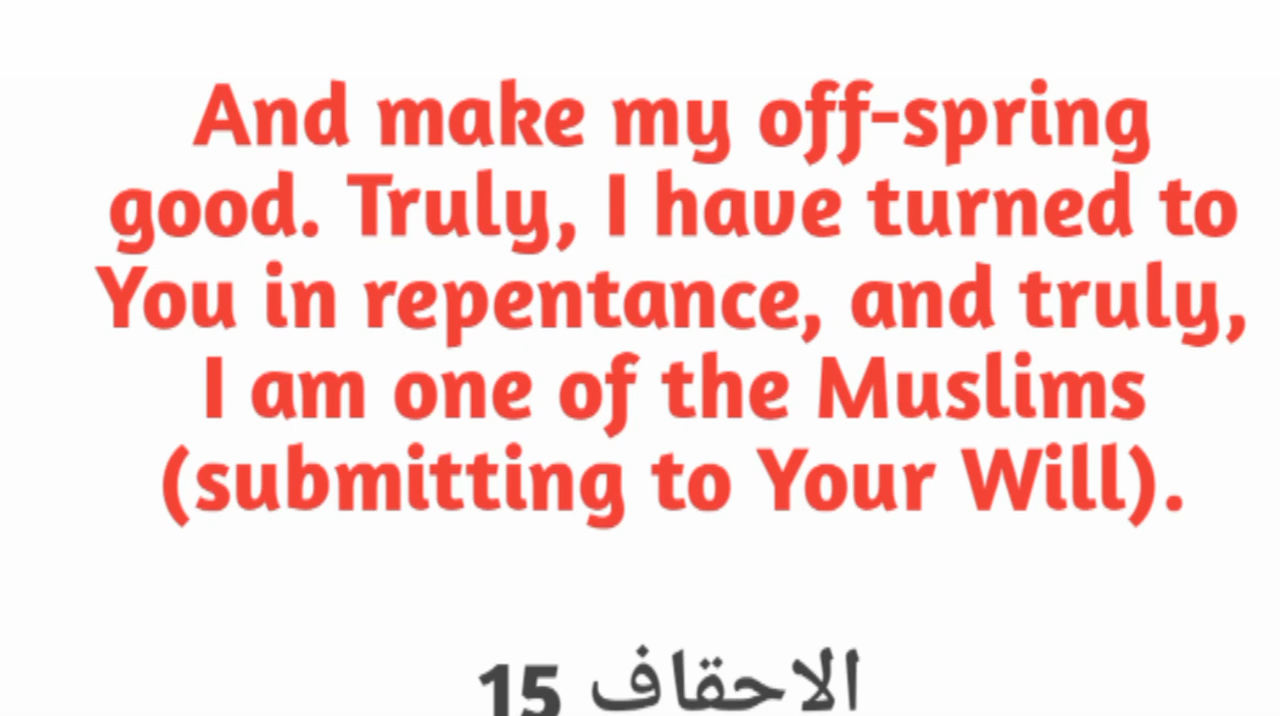 And make my off-spring
good. Truly, I have turned to
You in repentance, and truly,
I am one of the Muslims
(submitting to Your Will).
الاحقاف 15